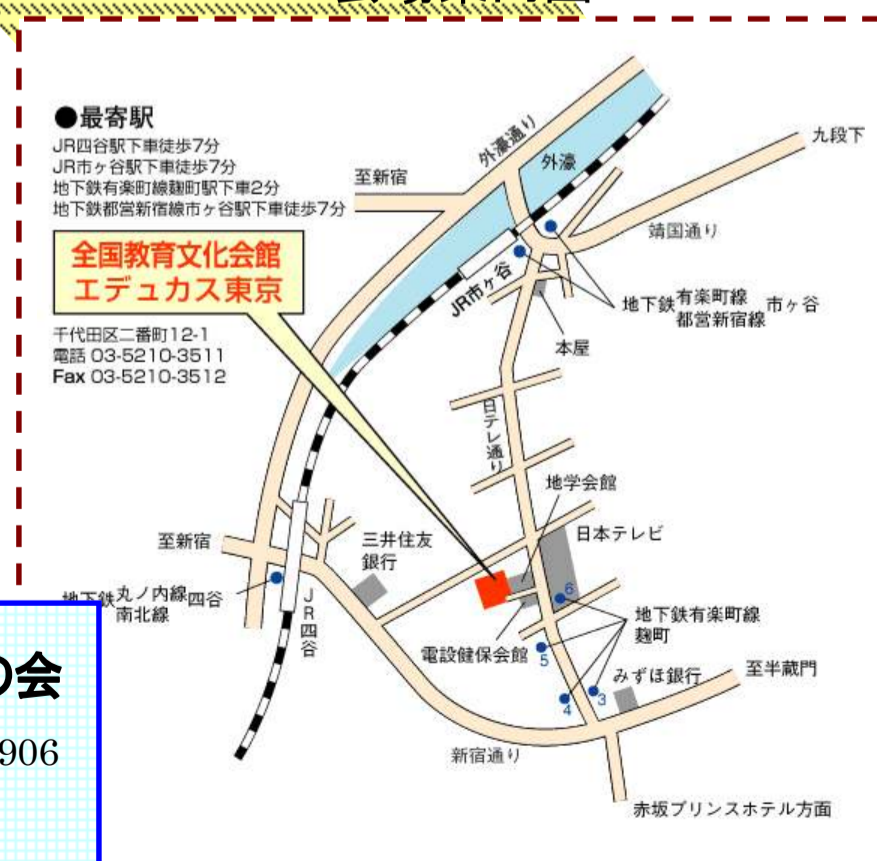 ●最寄駅
JR四谷駅下車徒歩7分
JR市ヶ谷駅下車徒歩7分
地下鉄有楽町線麹町駅下車2分
地下鉄都営新宿線市ヶ谷駅下車徒歩7分
全国教育文化会館
エデュカス東京
千代田区二番町12-1
電話 03-5210-3511
Fax 03-5210-3512
外濠通り
外濠
九段下
至新宿
靖国通り
JR市ヶ谷
地下鉄 有楽町線 市ヶ谷
都営新宿線
本屋
日テレ通り
地学会館
日本テレビ
至新宿
三井住友
銀行
地下鉄 丸ノ内線 四谷
南北線
JR四谷
6
地下鉄有楽町線
麹町
電設健保会館
5
みずほ銀行
至半蔵門
4
3
新宿通り
赤坂プリンスホテル方面
の会
906